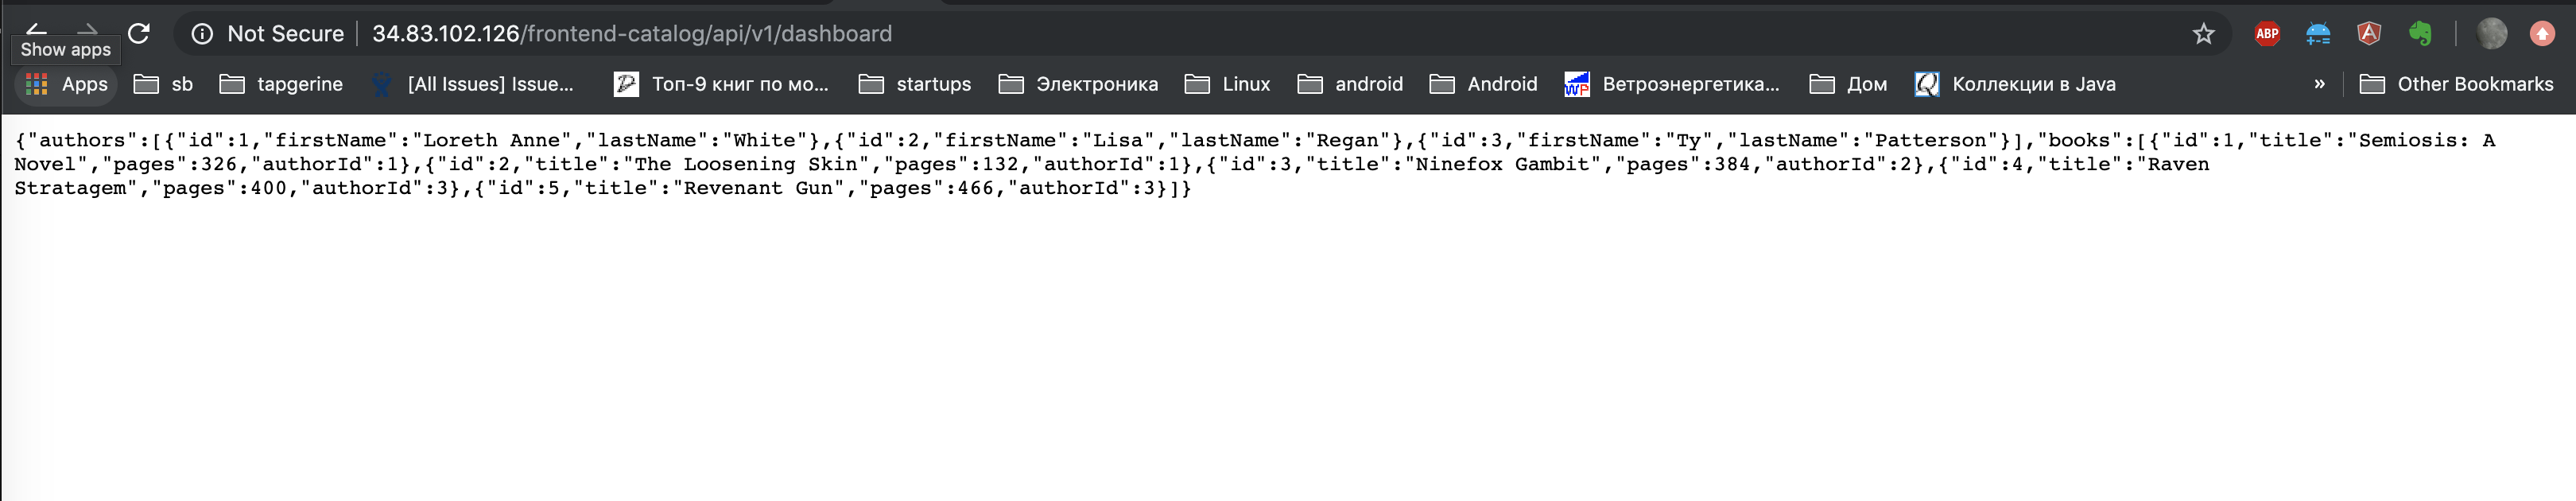 Not Secure 34.83.102.126/frontend-catalog/api/v1/dashboard ABP
Show apps
Apps sb tapgerine [All Issues] Issue... Топ-9 книг по мо... startups Электроника Linux android Android WP Ветроэнергетика... Дом Q Коллекции в Java » Other Bookmarks
{"authors":[{"id":1,"firstName":"Loreth Anne","lastName":"White"},{"id":2,"firstName":"Lisa","lastName":"Regan"},{"id":3,"firstName":"Ty","lastName":"Patterson"}],"books":[{"id":1,"title":"Semiosis: A
Novel","pages":326,"authorId":1},{"id":2,"title":"The Loosening Skin","pages":132,"authorId":1},{"id":3,"title":"Ninefox Gambit","pages":384,"authorId":2},{"id":4,"title":"Raven
Stratagem","pages":400,"authorId":3},{"id":5,"title":"Revenant Gun","pages":466,"authorId":3}]}